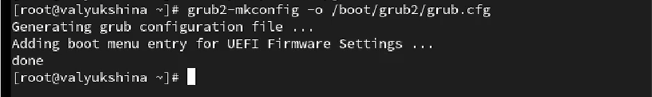 [root@valyukshina ~]# grub2-mkconfig -o /boot/grub2/grub.cfg
Generating grub configuration file ...
Adding boot menu entry for UEFI Firmware Settings ...
done
[root@valyukshina ~]#